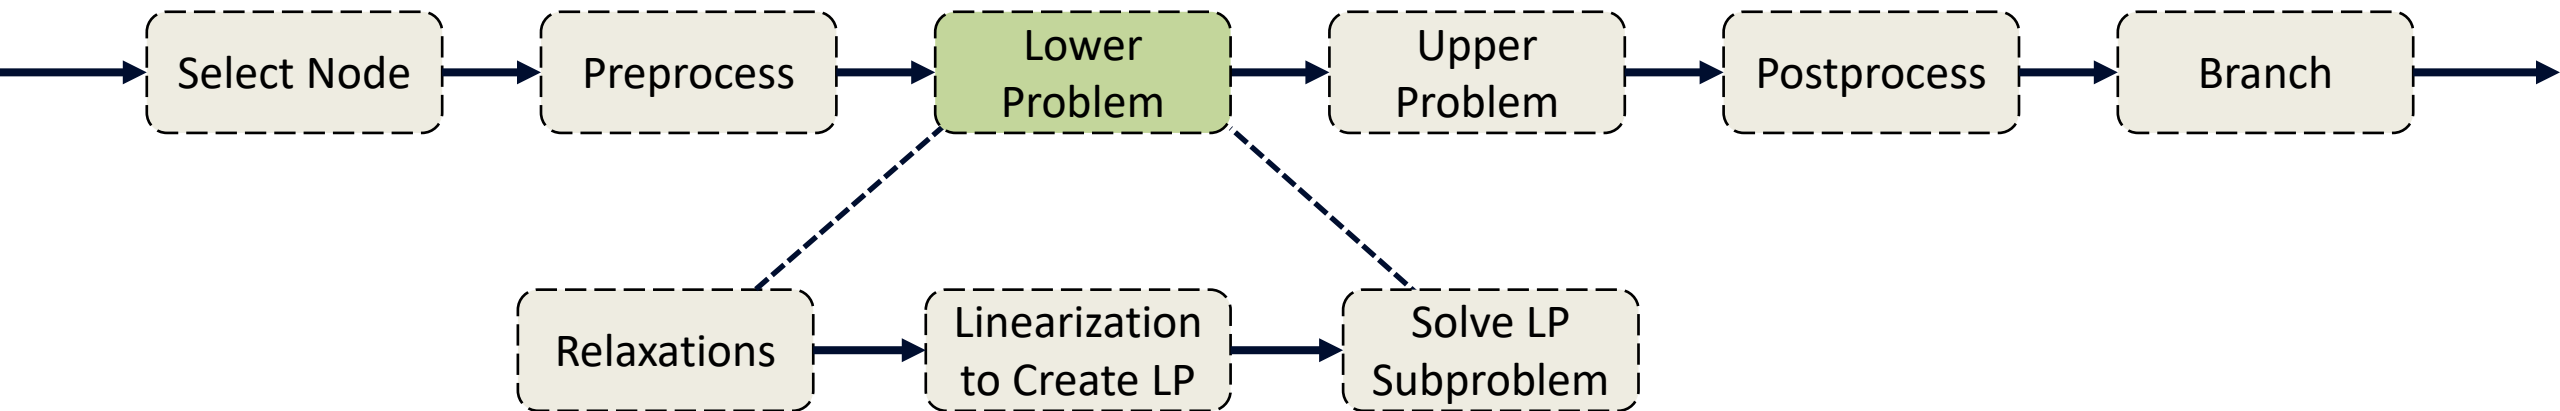 Select Node
Preprocess
Lower
Problem
Upper
Problem
Postprocess
Branch
Relaxations
Linearization
to Create LP
Solve LP
Subproblem